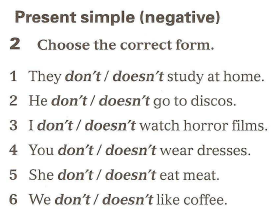 Present simple (negative)
2 Choose the correct form.
1 They don't / doesn't study at home.
2 He don't / doesn't go to discos.
3 I don't / doesn't watch horror films.
4 You don't / doesn't wear dresses.
5 She don't / doesn't eat meat.
6 We don't / doesn't like coffee.